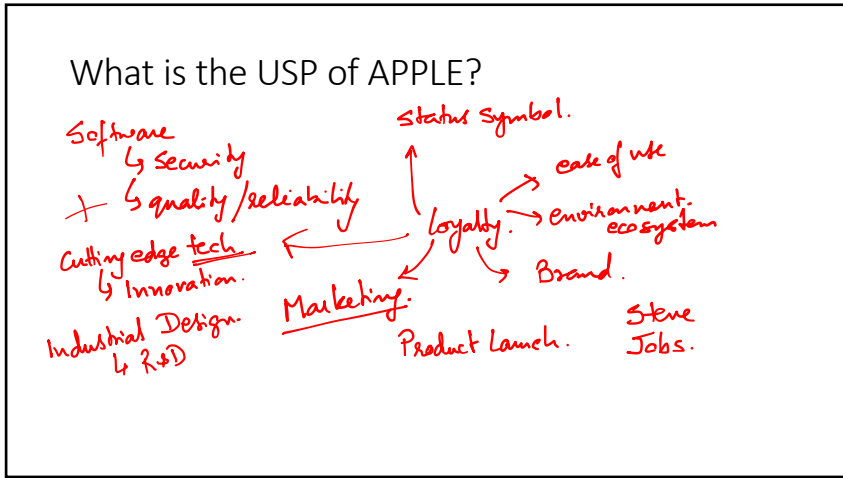 What is the USP of APPLE?
Software
↳ security
↳ quality/reliability
Cutting edge tech
↳ Innovation.
Industrial Design.
↳ R&D
status symbol.
loyalty.
ease of use
environment.
ecosystem
Brand.
Marketing.
Product Launch.
Steve
Jobs.